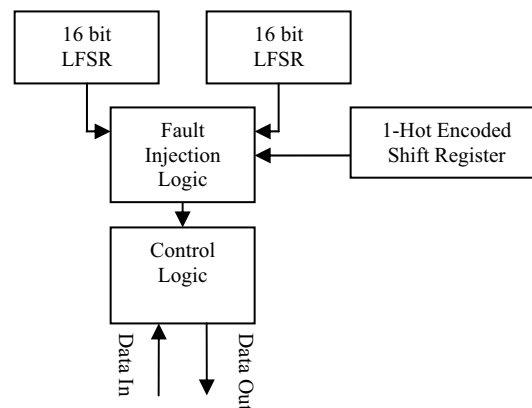 16 bit
LFSR
16 bit
LFSR
Fault
Injection
Logic
1-Hot Encoded
Shift Register
Control
Logic
Data In
Data Out